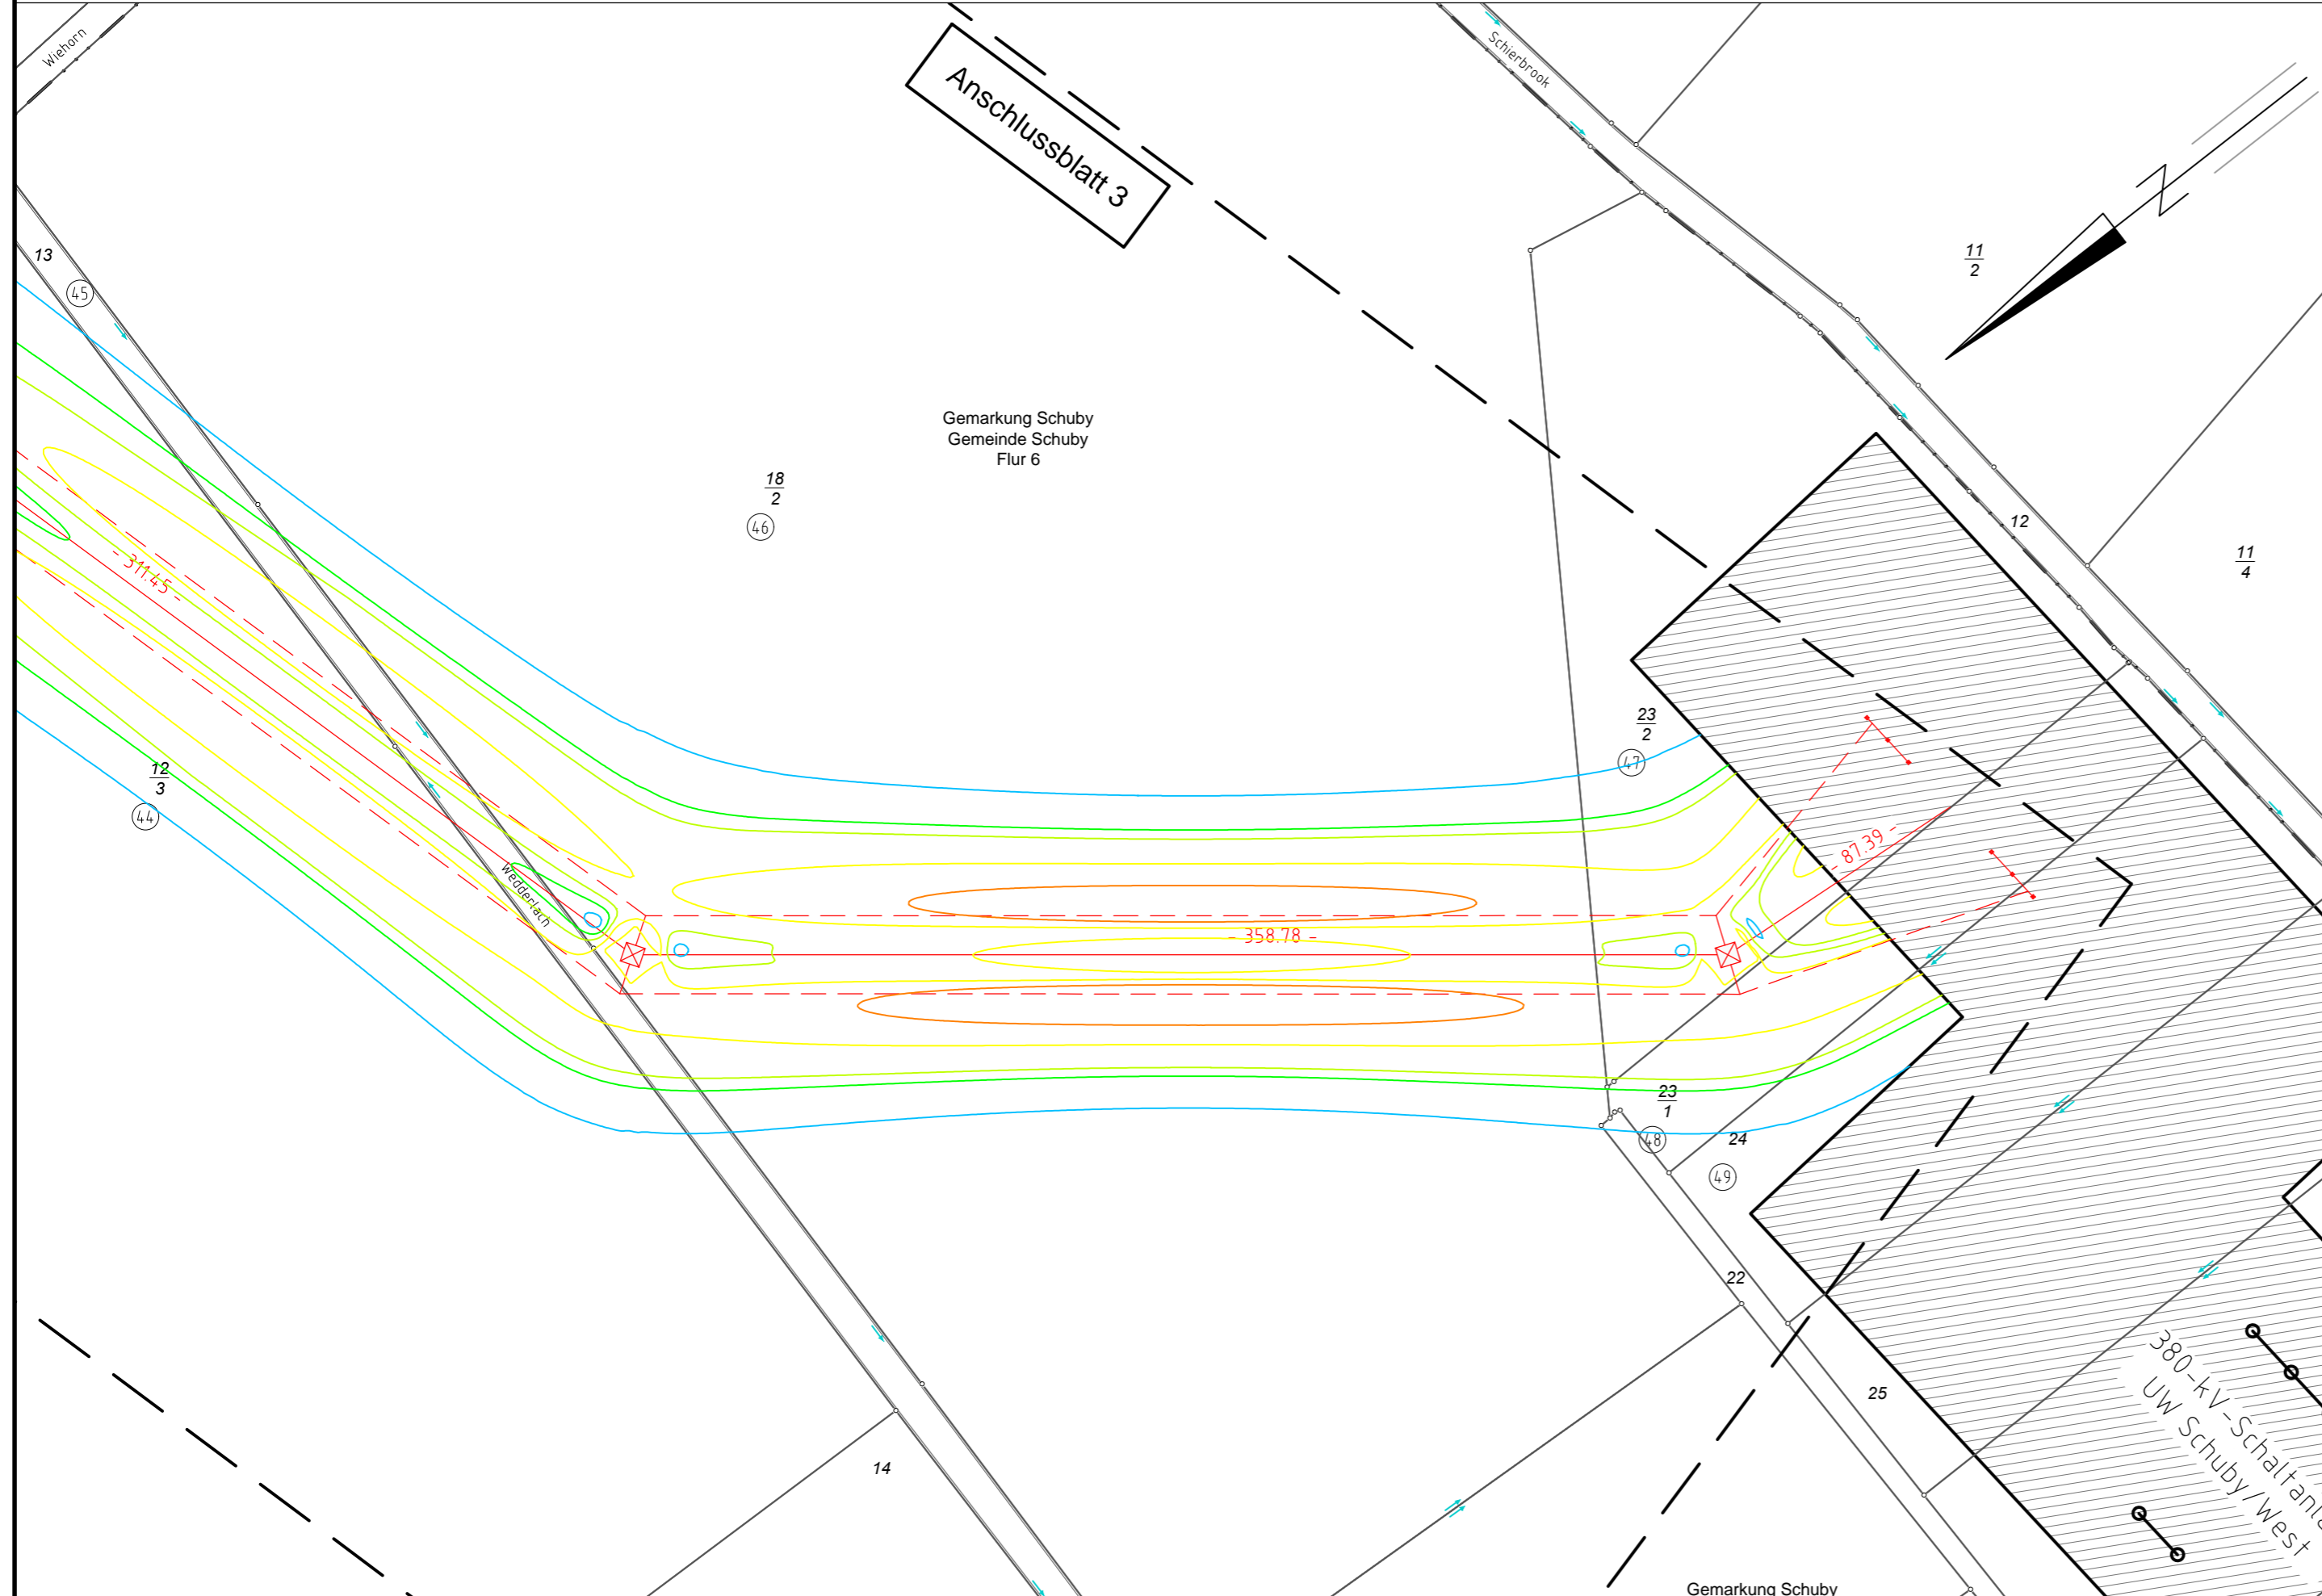 Wiehorn
Schierbrook
Anschlussblatt 3
13
45
11
2
Gemarkung Schuby
Gemeinde Schuby
Flur 6
18
2
46
12
11
4
- 311.45 -
23
2
47
12
3
44
Wedderlach
- 358.78 -
87.39 -
23
1
48
24
49
22
25
14
380-kV-Schaltanla
UW Schuby/West
Gemarkung Schuby